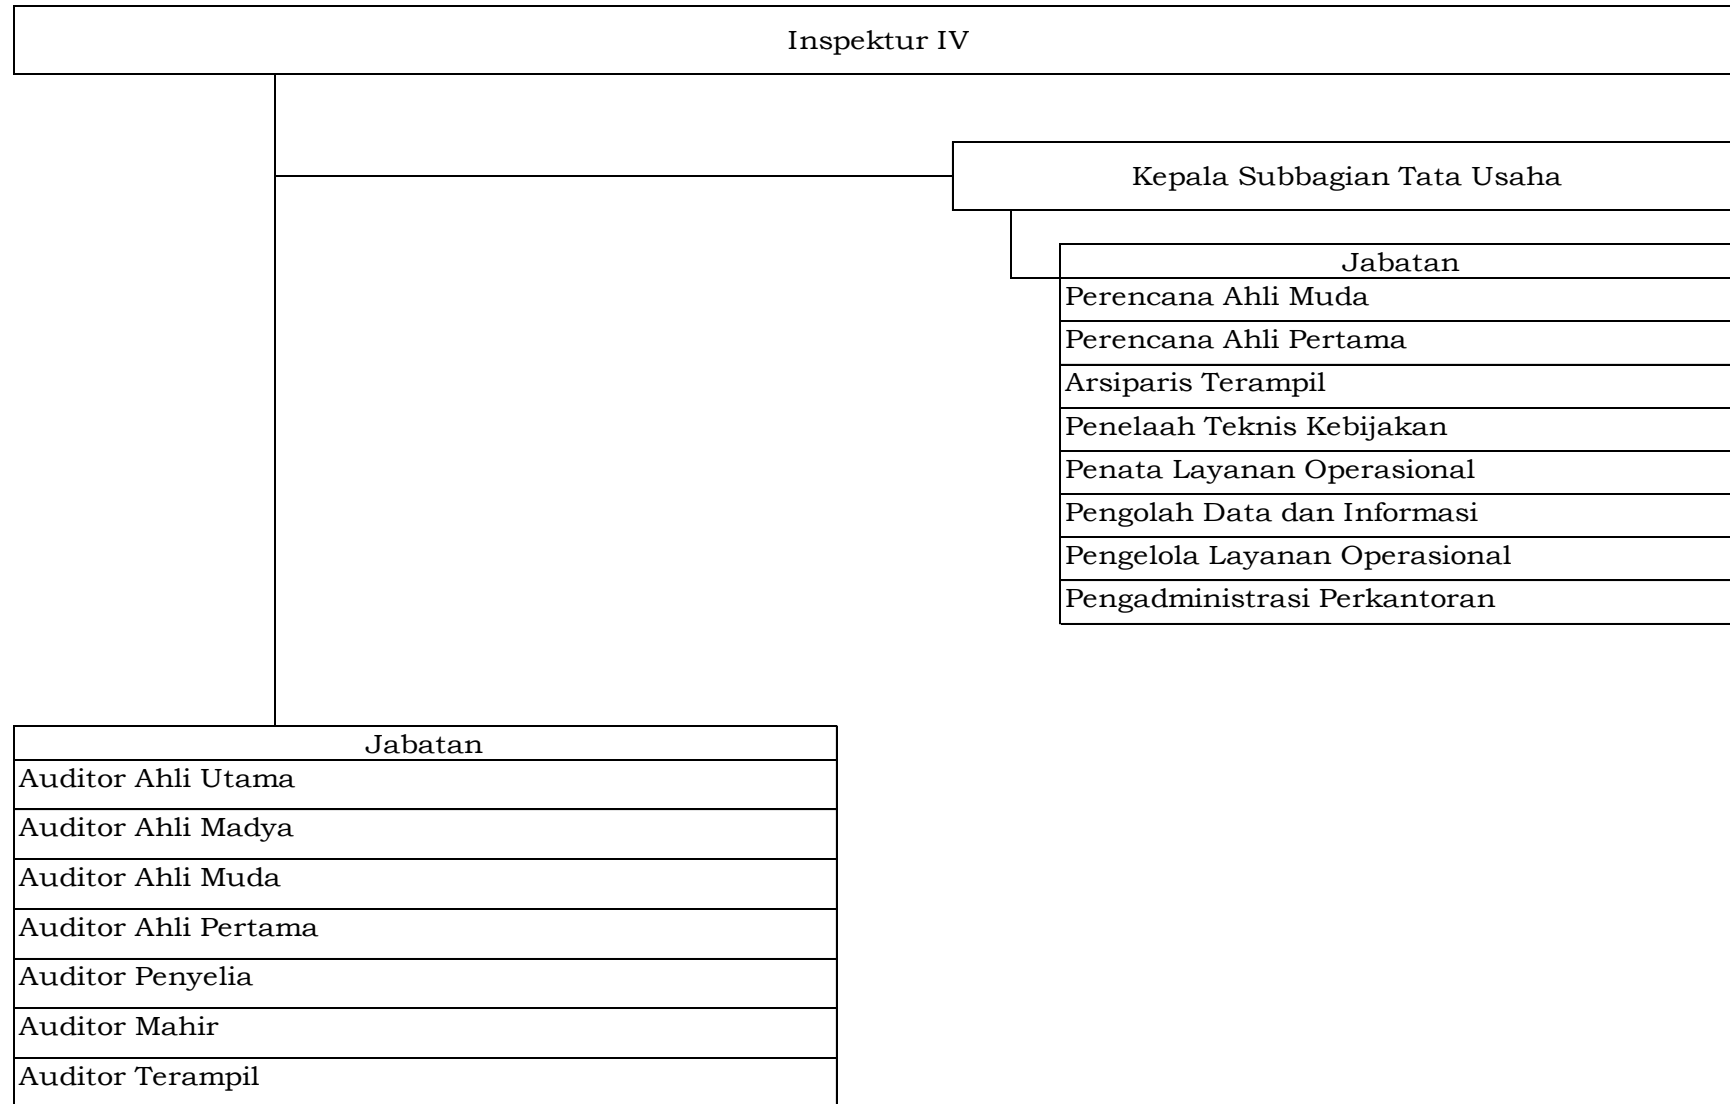 Inspektur IV
Kepala Subbagian Tata Usaha
Jabatan
Perencana Ahli Muda
Perencana Ahli Pertama
Arsiparis Terampil
Penelaah Teknis Kebijakan
Penata Layanan Operasional
Pengolah Data dan Informasi
Pengelola Layanan Operasional
Pengadministrasi Perkantoran
Jabatan
Auditor Ahli Utama
Auditor Ahli Madya
Auditor Ahli Muda
Auditor Ahli Pertama
Auditor Penyelia
Auditor Mahir
Auditor Terampil